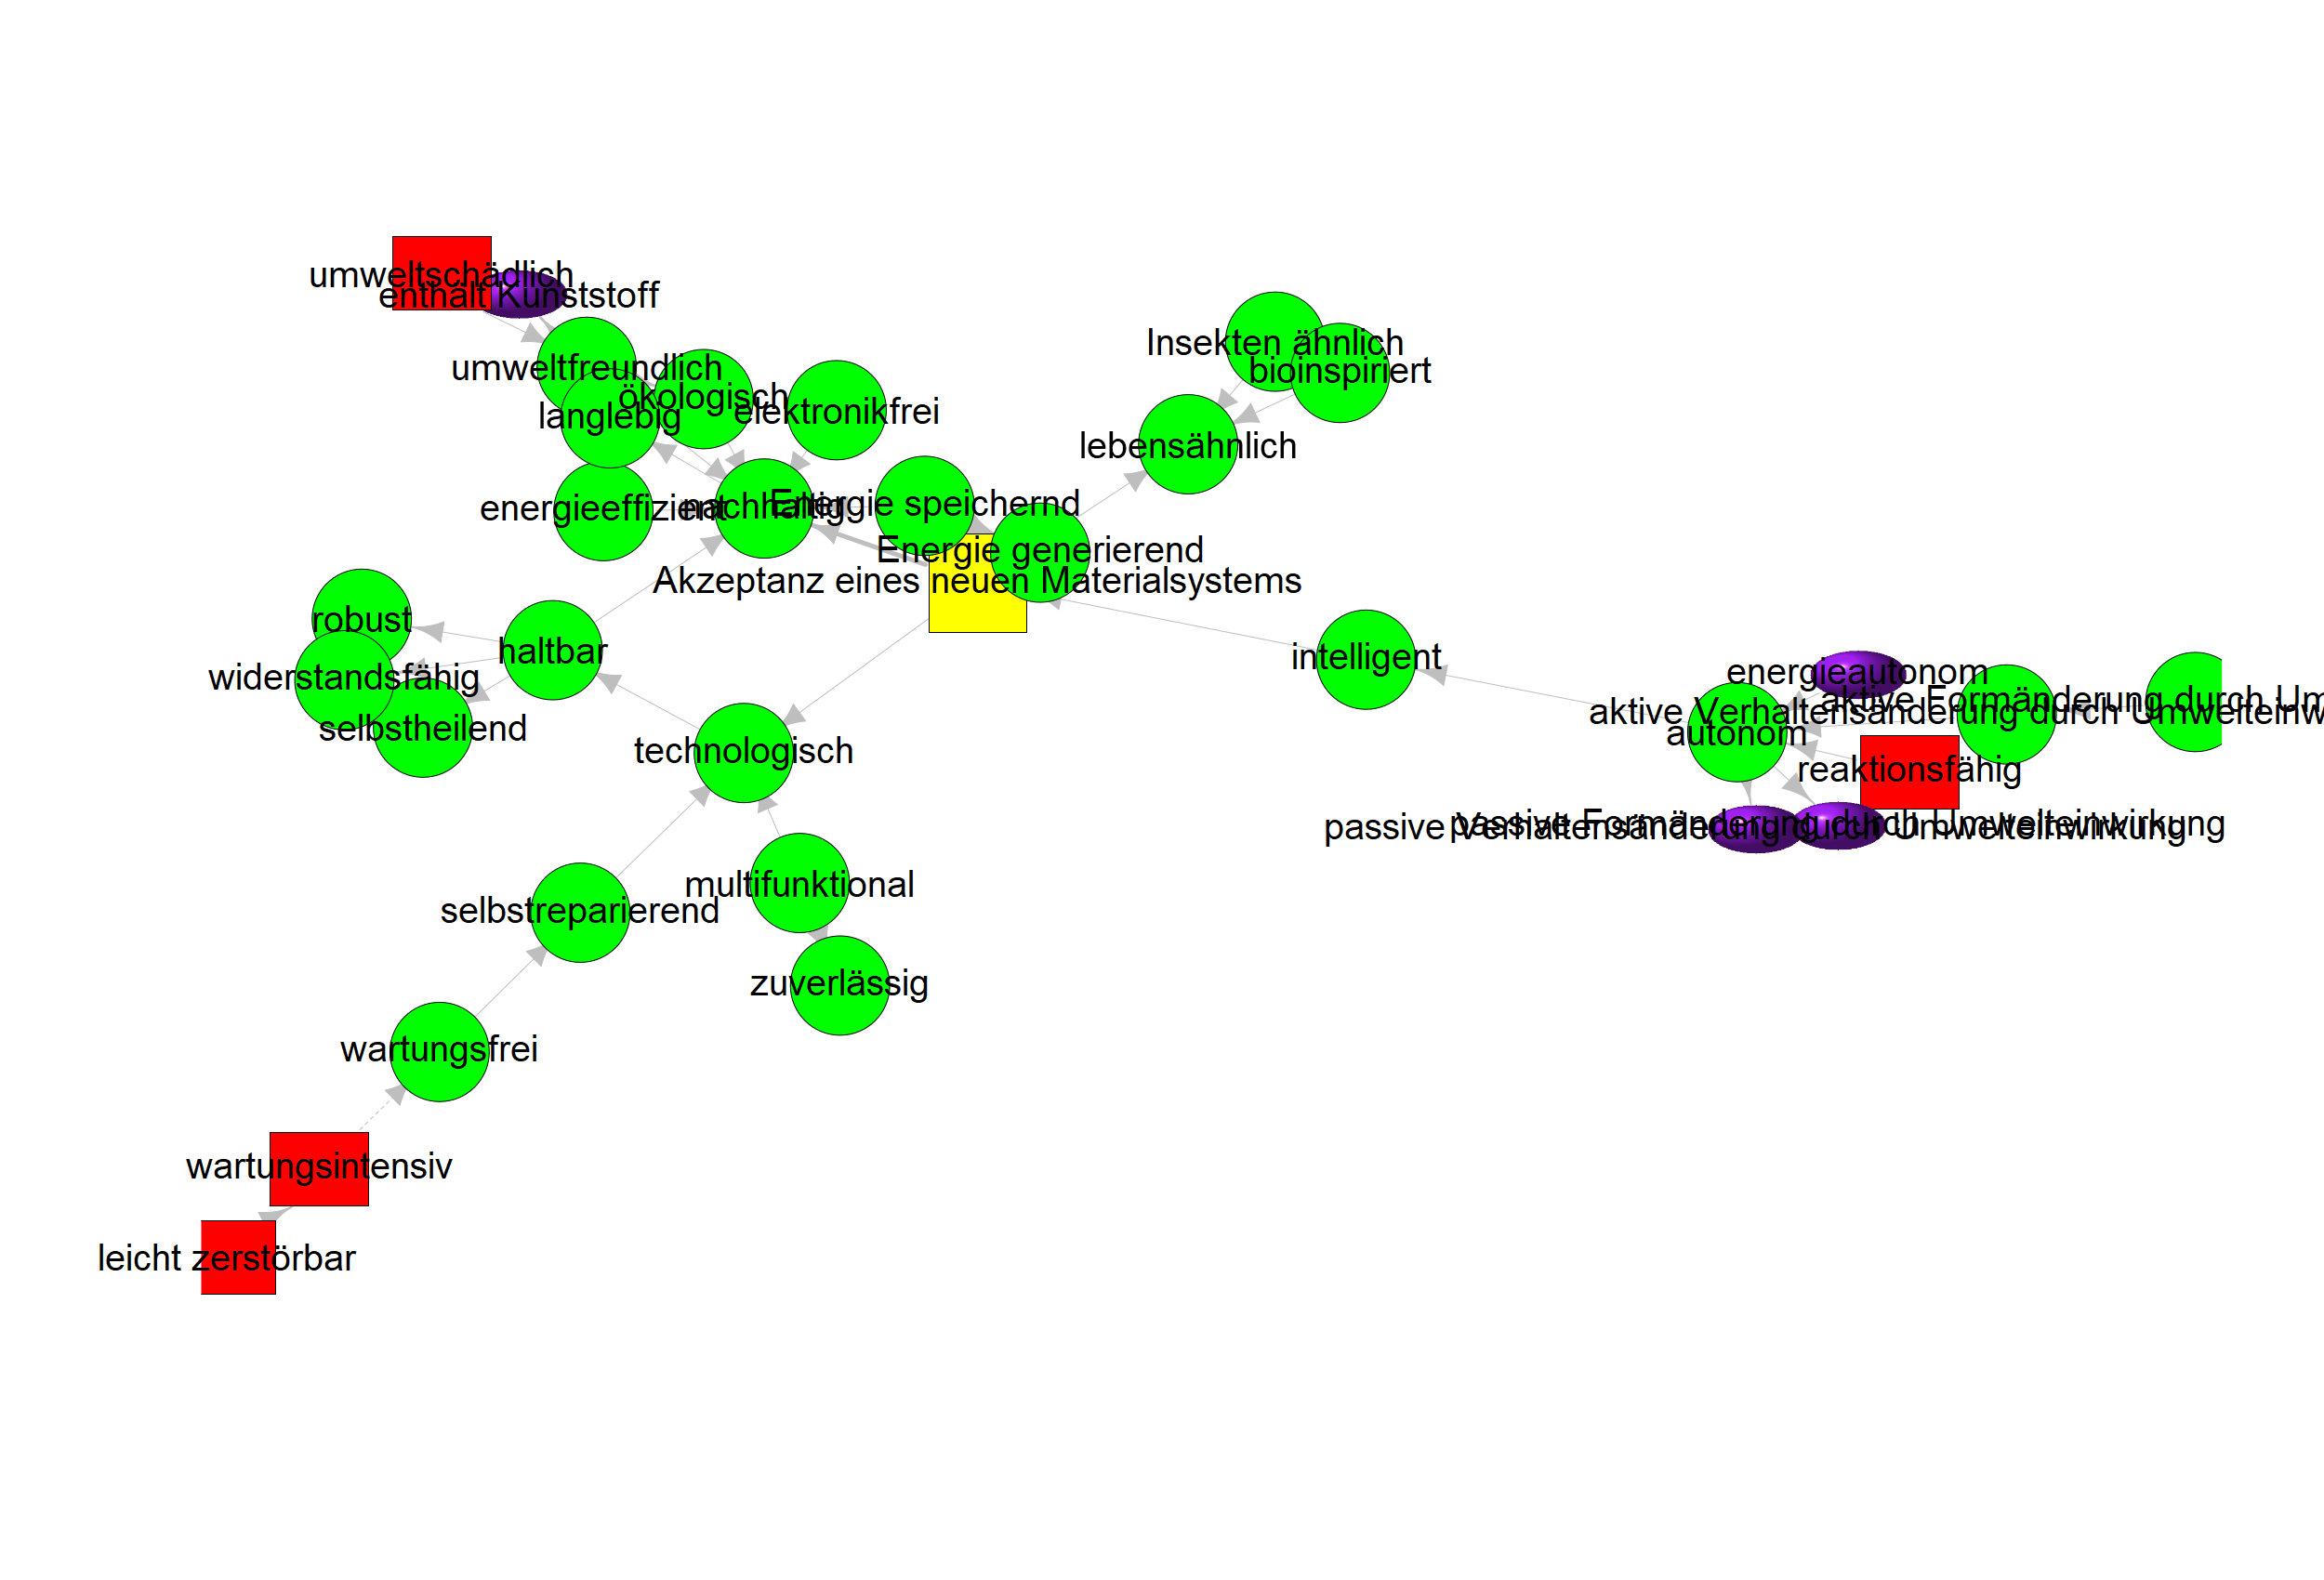 umweltschädlich
enthält Kunststoff
Insekten ähnlich
umweltfreundlich
bioinspiriert
ökologisch
langlebig
elektronikfrei
lebensähnlich
energieeffizient
nachhaltig
Energie speichernd
Energie generierend
Akzeptanz eines neuen Materialsystems
robust
haltbar
intelligent
widerstandsfähig
energieautonom
aktive Formänderung durch Um
aktive Verhaltensänderung durch Umwelteinw
selbstheilend
autonom
technologisch
reaktionsfähig
passive Formänderung durch Umwelteinwirkung
passive Verhaltensänderung durch Umwelteinwirkung
multifunktional
selbstreparierend
zuverlässig
wartungsfrei
wartungsintensiv
leicht zerstörbar